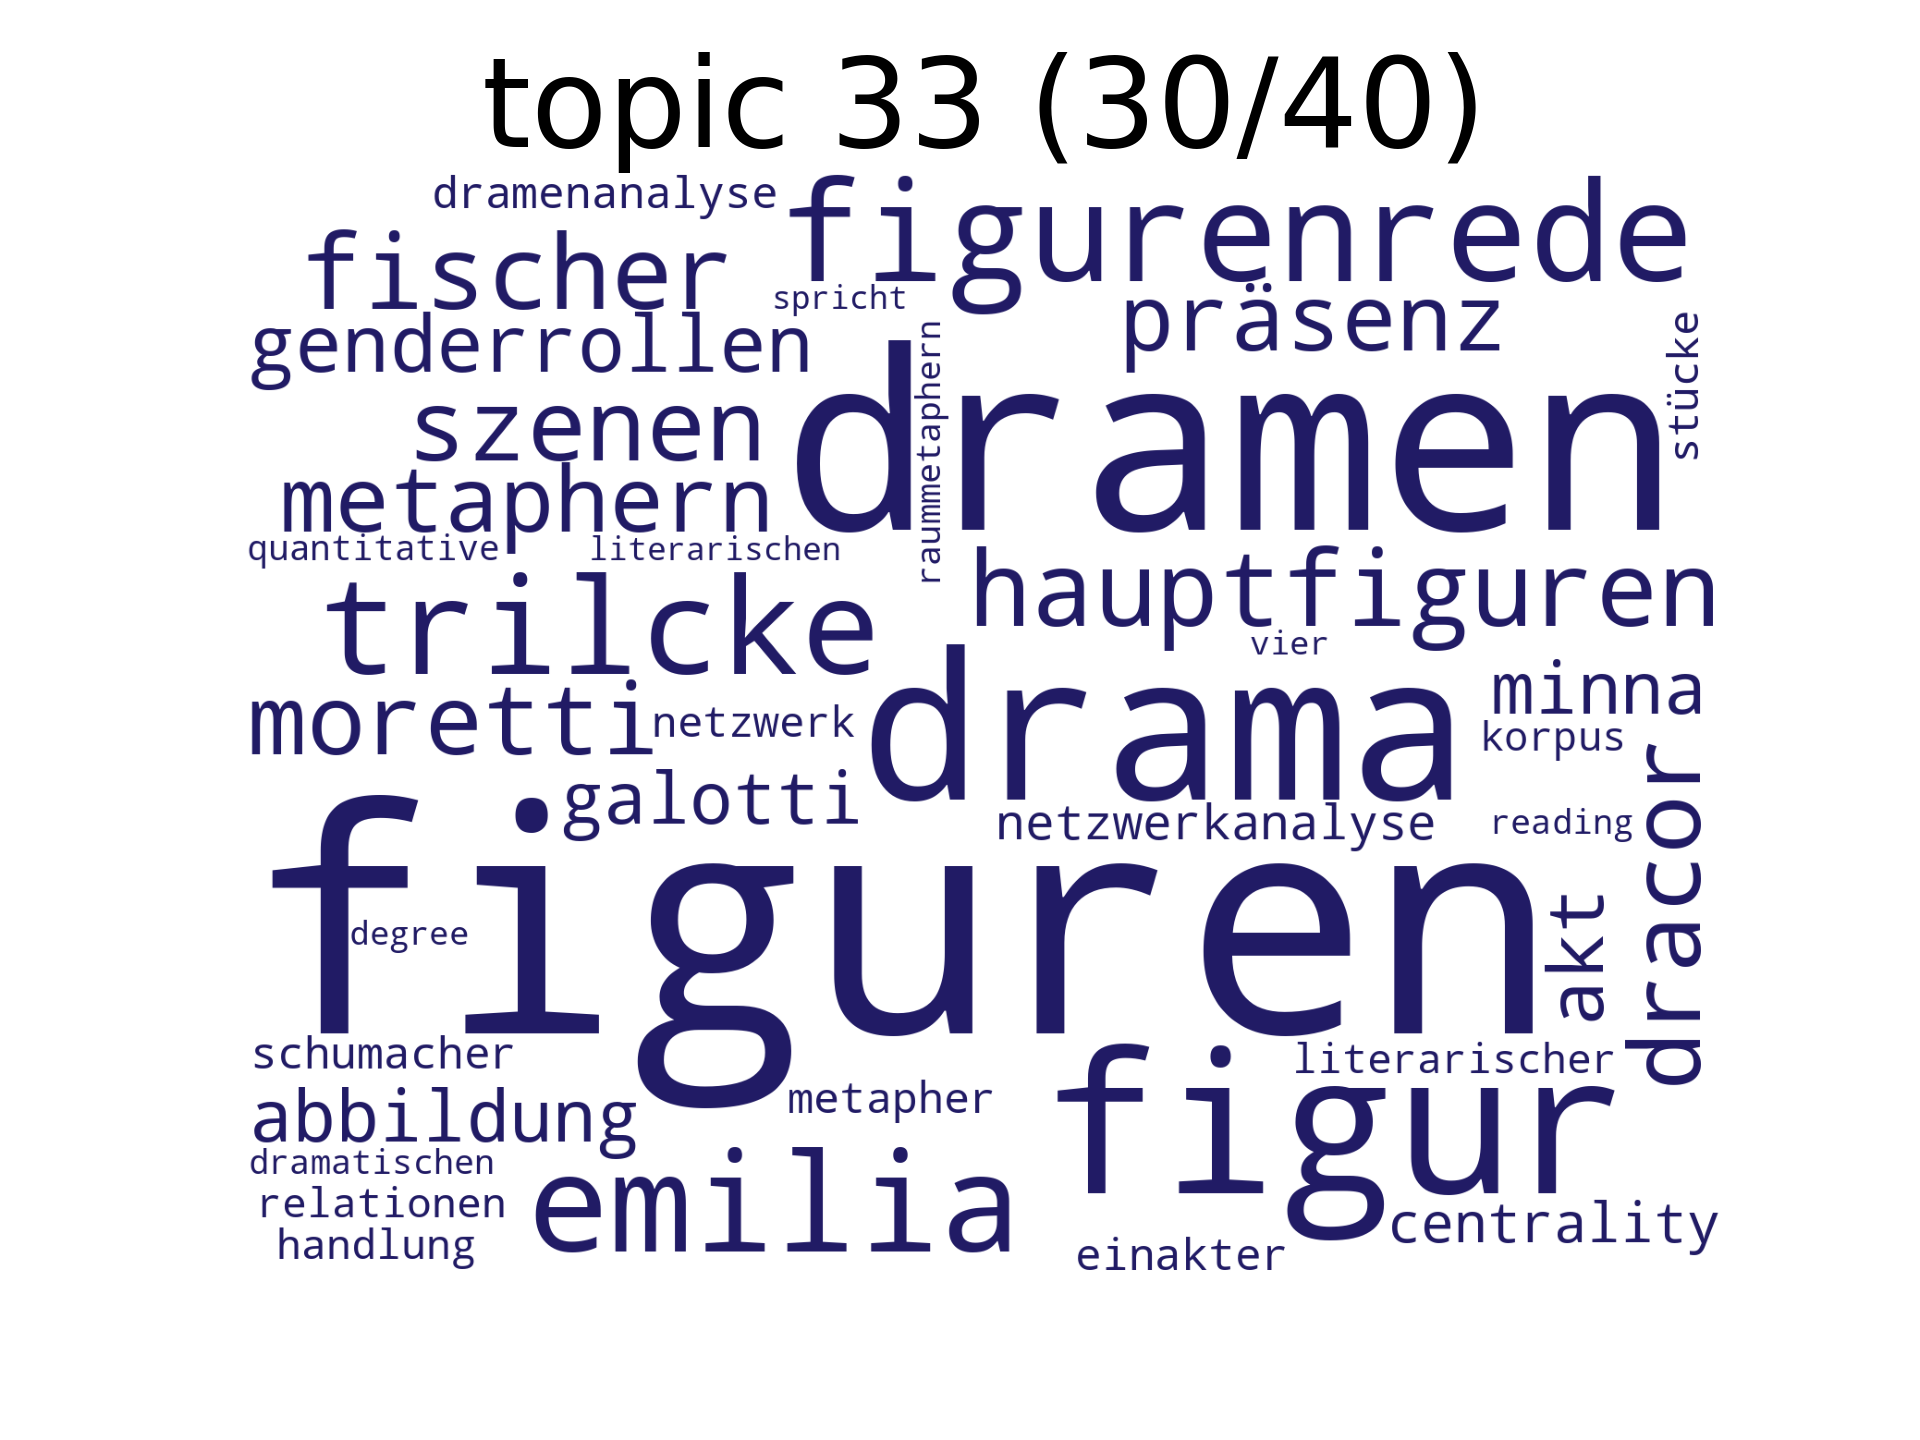 topic 33 (30/40)
dramenanalyse
figurenrede
fischer
spricht
präsenz
genderrollen
stücke
raummetaphern
szenen
dramen
metaphern
quantitative
literarischen
hauptfiguren
trilcke
vier
minna
moretti
netzwerk
drama
korpus
galotti
netzwerkanalyse
reading
dracor
figuren
akt
degree
schumacher
literarischer
metapher
figur
abbildung
dramatischen
emilia
relationen
centrality
handlung
einakter